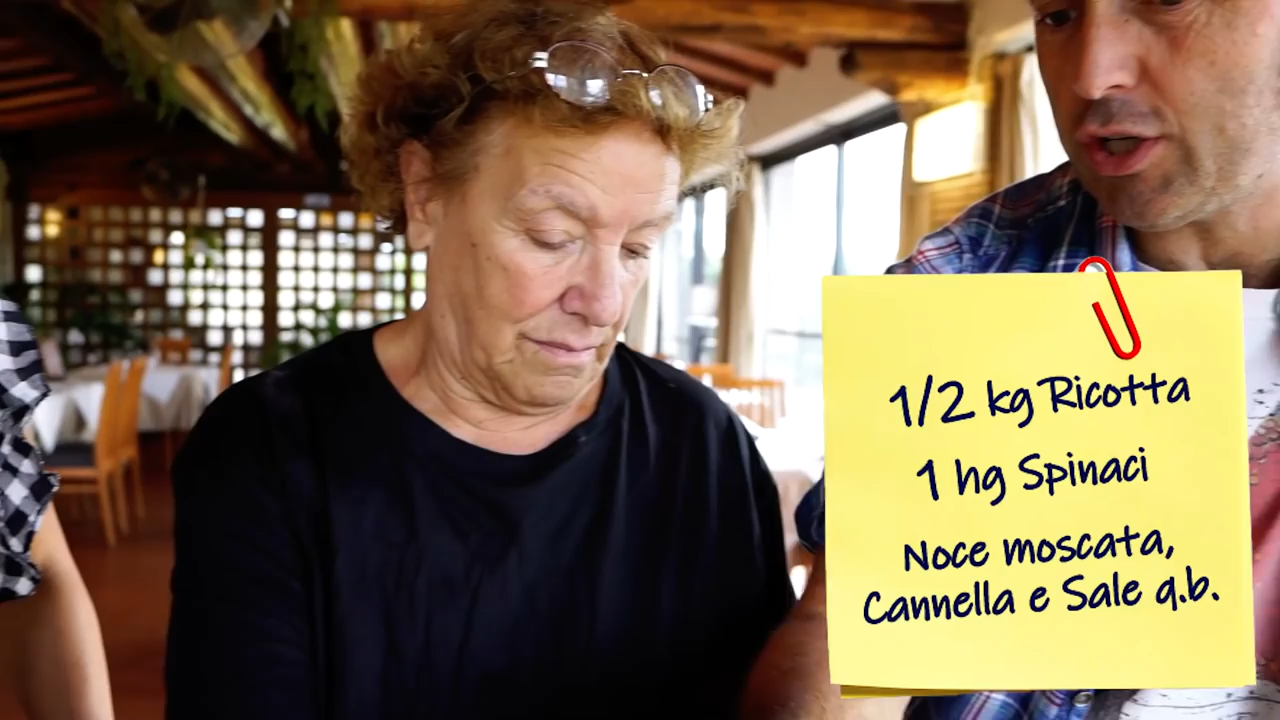 1/2 kg Ricotta
1 hg Spinaci
Noce moscata,
Cannella e Sale q.b.